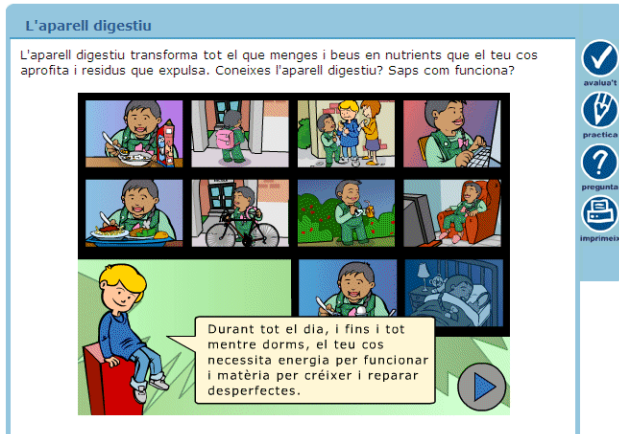 L'aparell digestiu
L'aparell digestiu transforma tot el que menges i beus en nutrients que el teu cos
aprofita i residus que expulsa. Coneixes l'aparell digestiu? Saps com funciona?
avalua't
practica
pregunta
imprimeix
Durant tot el dia, i fins i tot
mentre dorms, el teu cos
necessita energia per funcionar
i matèria per créixer i reparar
desperfectes.